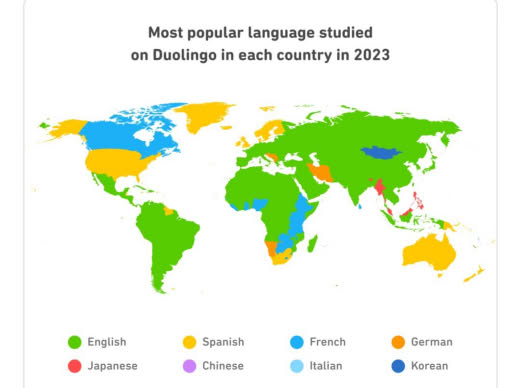 Most popular language studied
on Duolingo in each country in 2023
English Spanish French German
Japanese Chinese Italian Korean